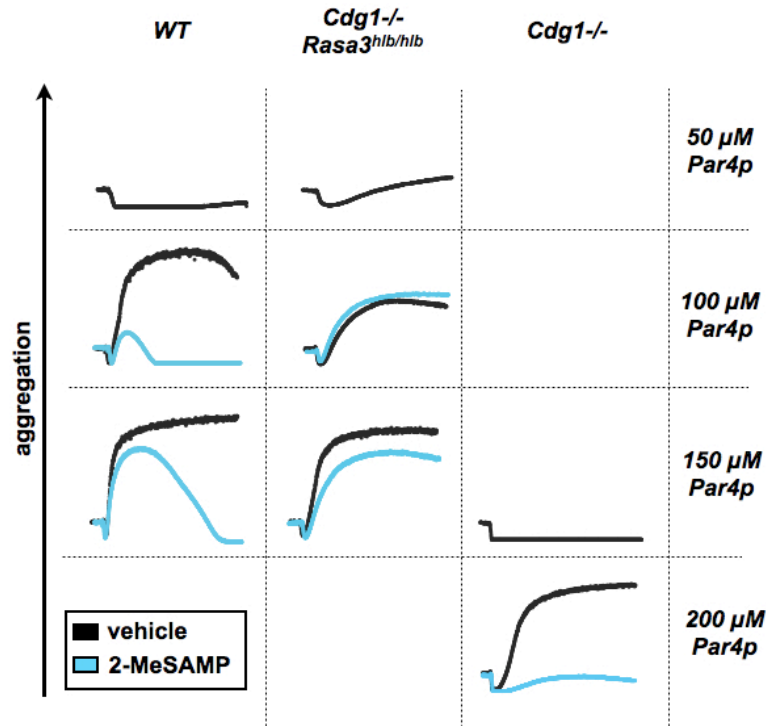 WT
Cdg1-/-
Rasa3hlb/hlb
Cdg1-/-
50 µM
Par4p
100 µM
Par4p
150 µM
Par4p
200 µM
Par4p
aggregation
vehicle
2-MeSAMP